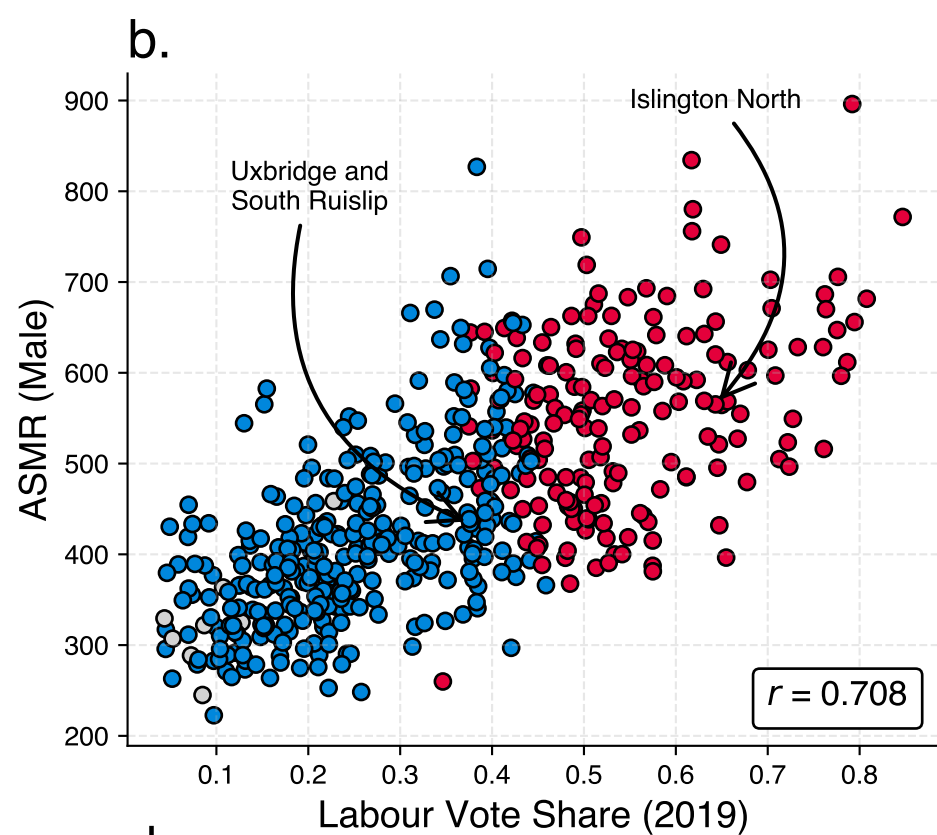 b.
900
800
700
600
500
400
300
200
ASMR (Male)
Uxbridge and
South Ruislip
Islington North
r = 0.708
0.1 0.2 0.3 0.4 0.5 0.6 0.7 0.8
Labour Vote Share (2019)